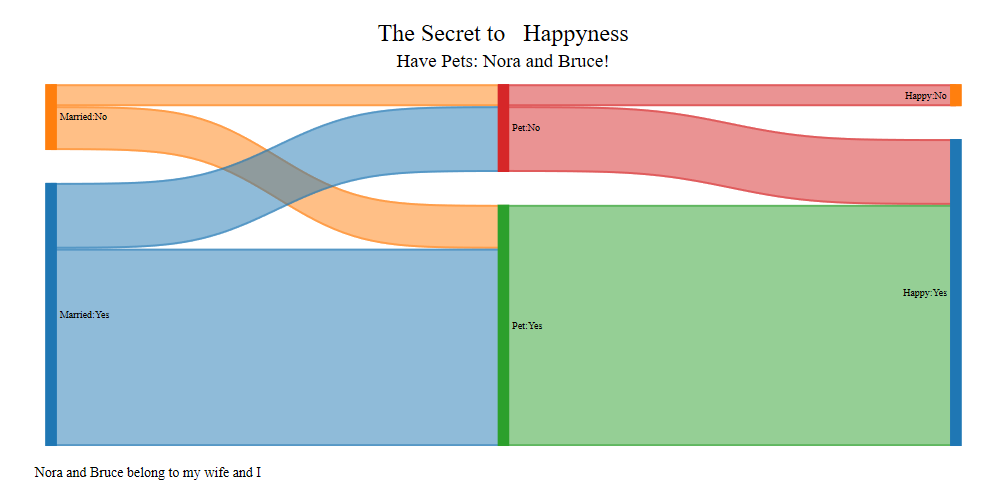 The Secret to   Happyness
Have Pets: Nora and Bruce!
Happy:No
Married:No
Pet:No
Happy:Yes
Married:Yes
Pet:Yes
Nora and Bruce belong to my wife and I